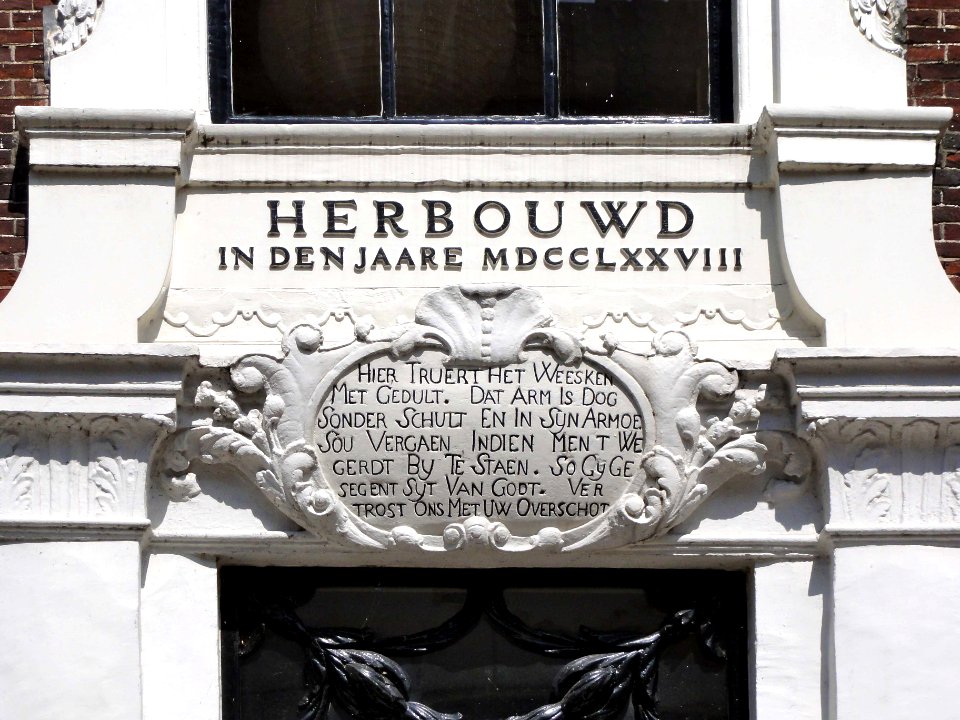 HERBOUWD
IN DEN JAARE MDCCLXXVIII
HIER TRUERT HET WEESKEN
MET GEDULT. DAT ARM IS DOG
SONDER SCHULT EN IN SYN ARMOE
SOU VERGAEN. INDIEN MEN T WE
GERDT BY TE STAEN. SO GY GE
SEGENT SYT VAN GODT. VER
TROST ONS MET UW OVERSCHOT